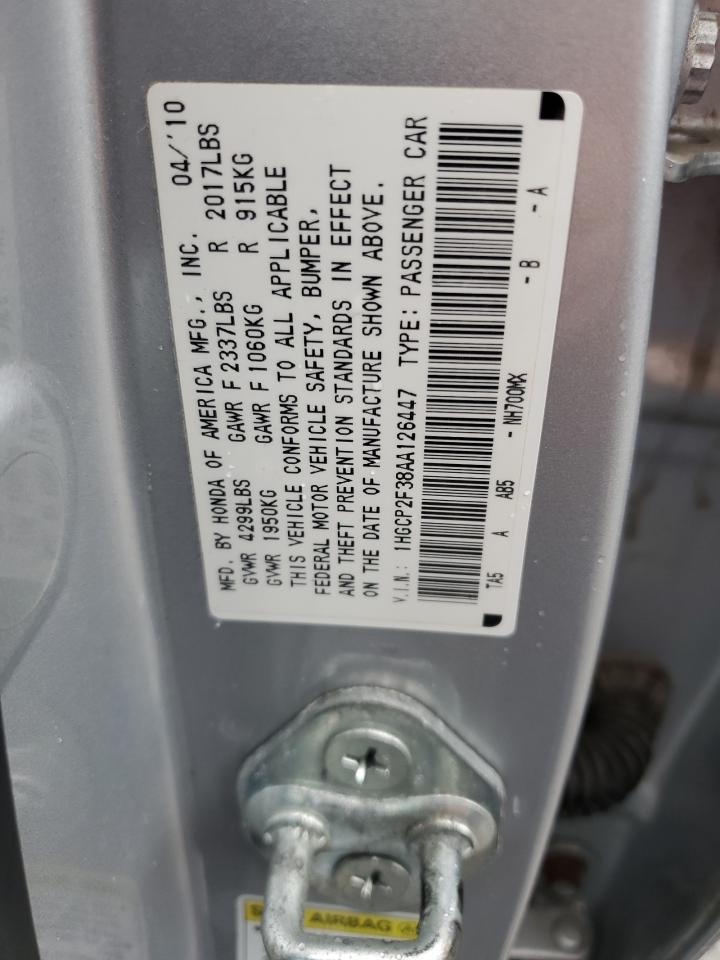 MFD. BY HONDA OF AMERICA MFG., INC. 04/'10
GVWR 4299LBS GAWR F 2337LBS R 2017LBS
GVWR 1950KG GAWR F 1060KG R 915KG
THIS VEHICLE CONFORMS TO ALL APPLICABLE
FEDERAL MOTOR VEHICLE SAFETY, BUMPER,
AND THEFT PREVENTION STANDARDS IN EFFECT
ON THE DATE OF MANUFACTURE SHOWN ABOVE.
V.I.N.: 1HGCP2F38AA126447 TYPE: PASSENGER CAR
TA5 A AB5 - NH700MX - B - A
AIRBAG